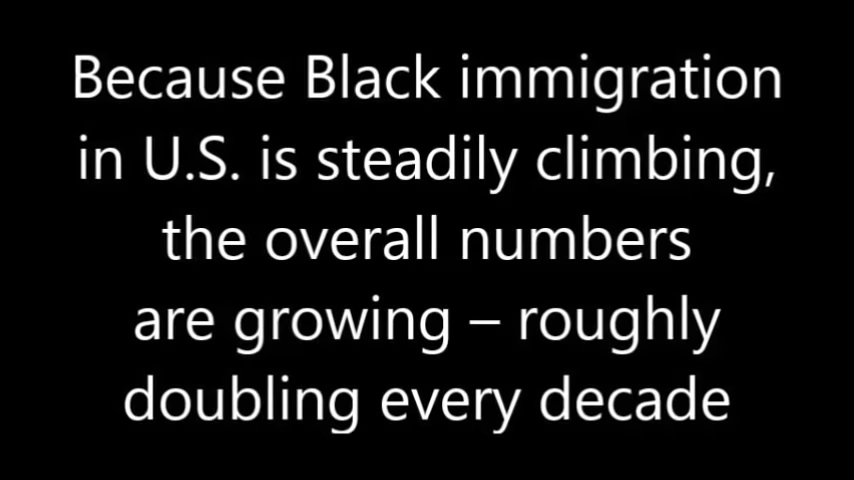 Because Black immigration
in U.S. is steadily climbing,
the overall numbers
are growing – roughly
doubling every decade